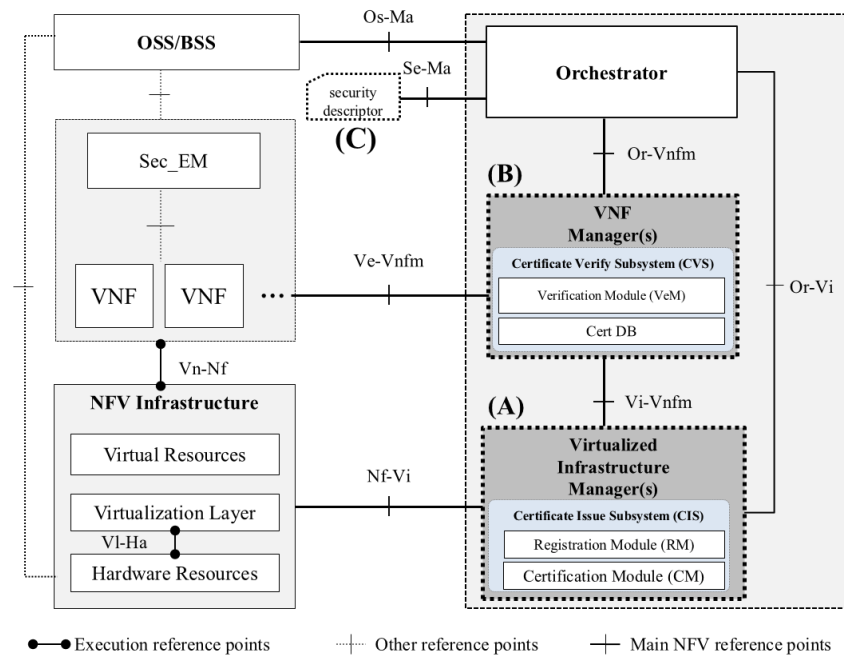 Os-Ma
OSS/BSS
Orchestrator
Se-Ma
security
descriptor
(C)
Or-Vnfm
Sec_EM
(B)
VNF
Manager(s)
Certificate Verify Subsystem (CVS)
Verification Module (VeM)
Cert DB
Ve-Vnfm
VNF
VNF
...
Or-Vi
Vn-Nf
NFV Infrastructure
Vi-Vnfm
(A)
Virtualized
Infrastructure
Manager(s)
Virtual Resources
Nf-Vi
Virtualization Layer
Certificate Issue Subsystem (CIS)
Registration Module (RM)
Vl-Ha
Hardware Resources
Certification Module (CM)
Execution reference points
Other reference points
Main NFV reference points